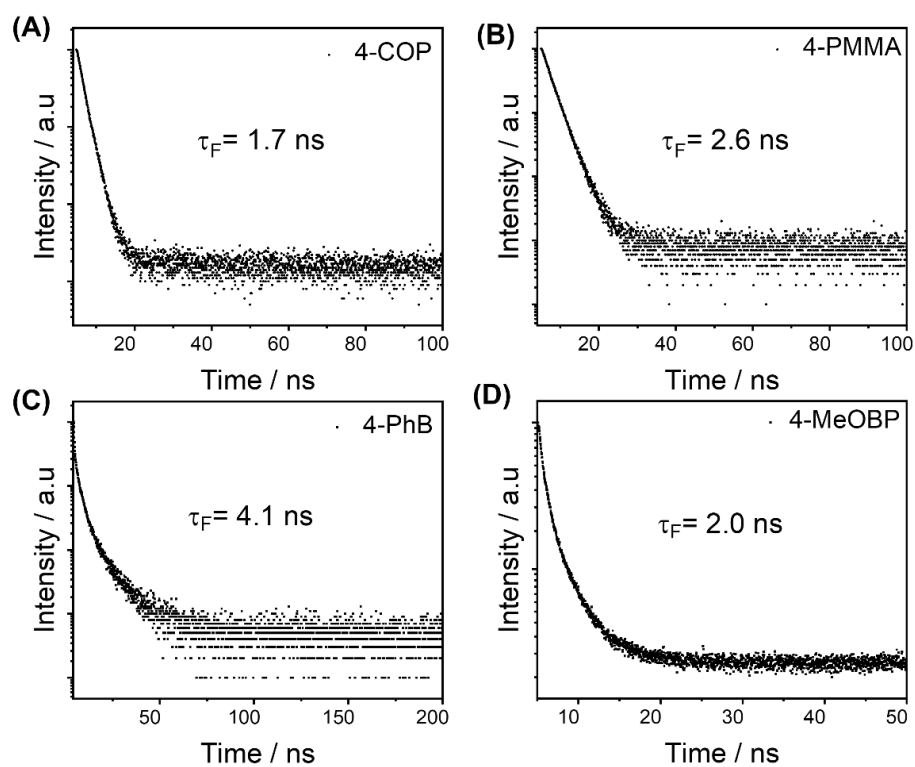 (A)
4-COP
τF= 1.7 ns
Intensity / a.u
20 40 60 80 100
Time / ns
(B)
4-PMMA
τF= 2.6 ns
Intensity / a.u
20 40 60 80 100
Time / ns
(C)
4-PhB
τF= 4.1 ns
Intensity / a.u
50 100 150 200
Time / ns
(D)
4-MeOBP
τF= 2.0 ns
Intensity / a.u
10 20 30 40 50
Time / ns